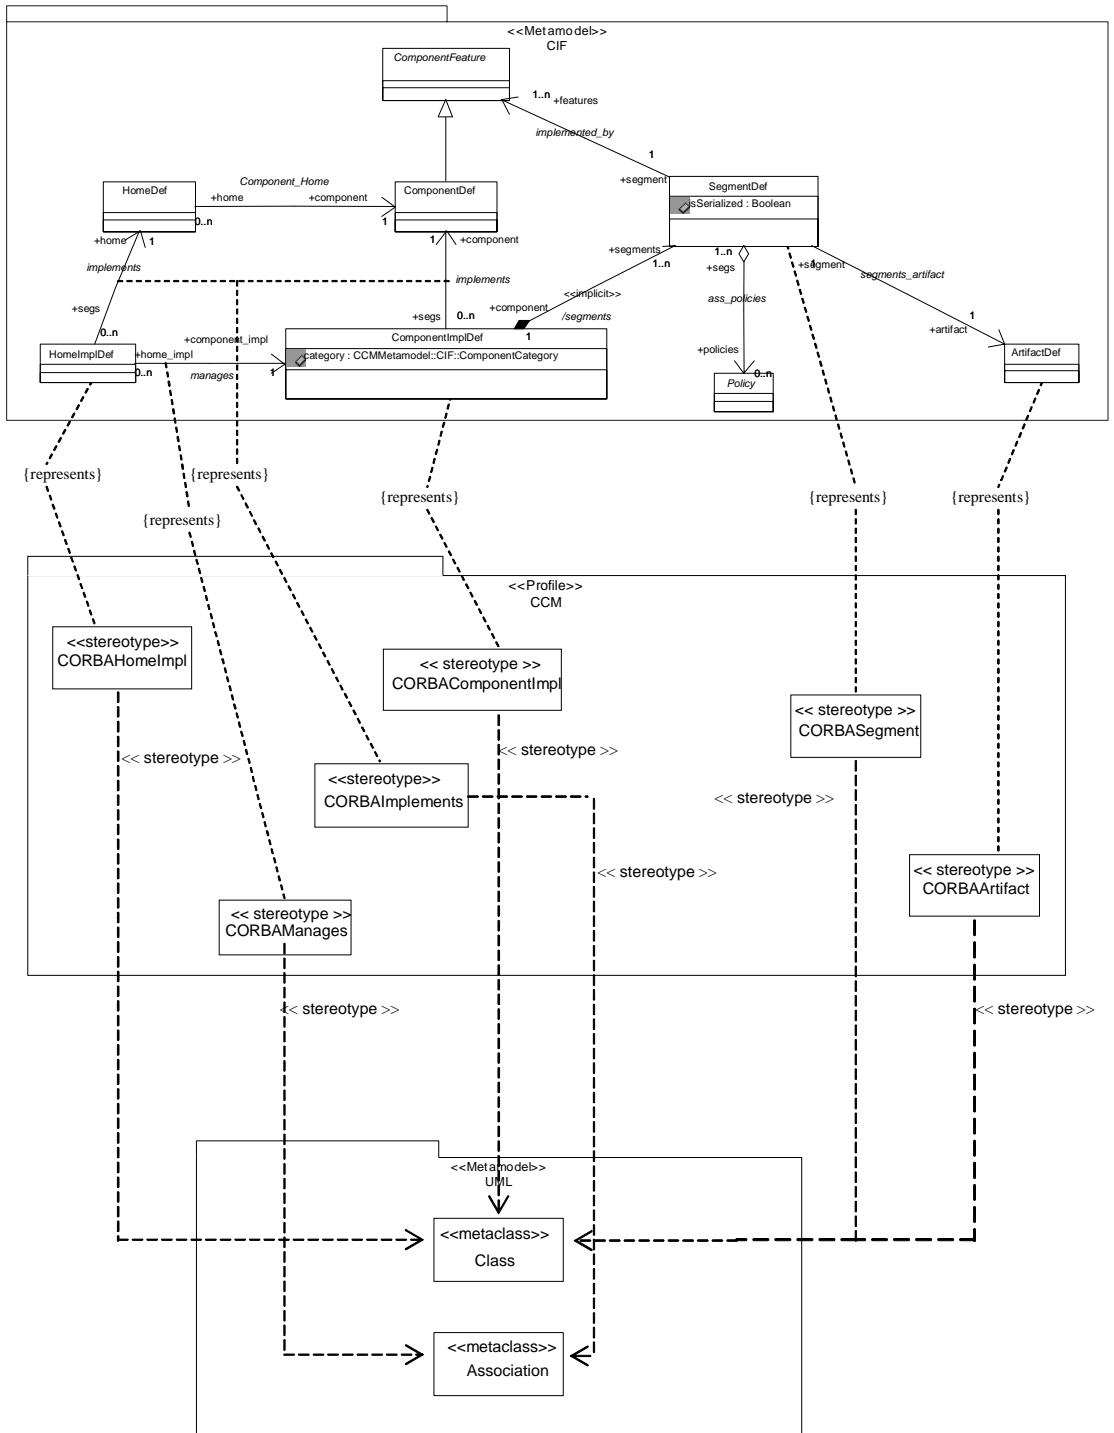 <<Metamodel>>
CIF
ComponentFeature
1..n
+features
implemented_by
1
+segment
SegmentDef
sSerialized : Boolean
HomeDef
Component_Home
+home
+component
0..n
1
ComponentDef
+home
1
1
+component
+segments
1..n
1..n
+segs
+segment
1
segments_artifact
implements
implements
<<implicit>>
/segments
ass_policies
+segs
0..n
+segs
0..n
+component
1
1
+artifact
HomeImplDef
+home_impl
0..n
+component_impl
manages
1
ComponentImplDef
category : CCMMetamodel::CIF::ComponentCategory
+policies
0..n
Policy
ArtifactDef
{represents}
{represents}
{represents}
{represents}
{represents}
{represents}
<<Profile>>
CCM
<<stereotype>>
CORBAHomeImpl
<< stereotype >>
CORBAComponentImpl
<< stereotype >>
CORBASegment
<< stereotype >>
<< stereotype >>
<<stereotype>>
CORBAImplements
<< stereotype >>
<< stereotype >>
<< stereotype >>
CORBAArtifact
<< stereotype >>
CORBAManages
<< stereotype >>
<< stereotype >>
<<Metamodel>>
UML
<<metaclass>>
Class
<<metaclass>>
Association